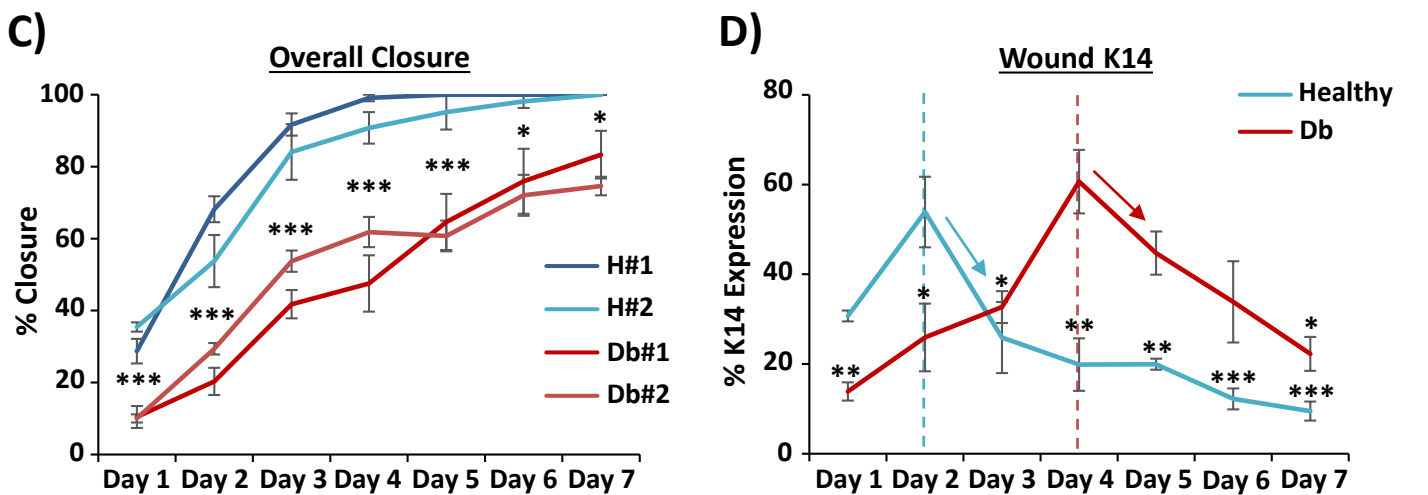 C)
Overall Closure
% Closure
100
80
60
40
20
0
***
***
***
***
***
*
*
H#1
H#2
Db#1
Db#2
Day 1 Day 2 Day 3 Day 4 Day 5 Day 6 Day 7
D)
Wound K14
% K14 Expression
80
60
40
20
0
**
*
*
**
**
***
*
***
Healthy
Db
Day 1 Day 2 Day 3 Day 4 Day 5 Day 6 Day 7